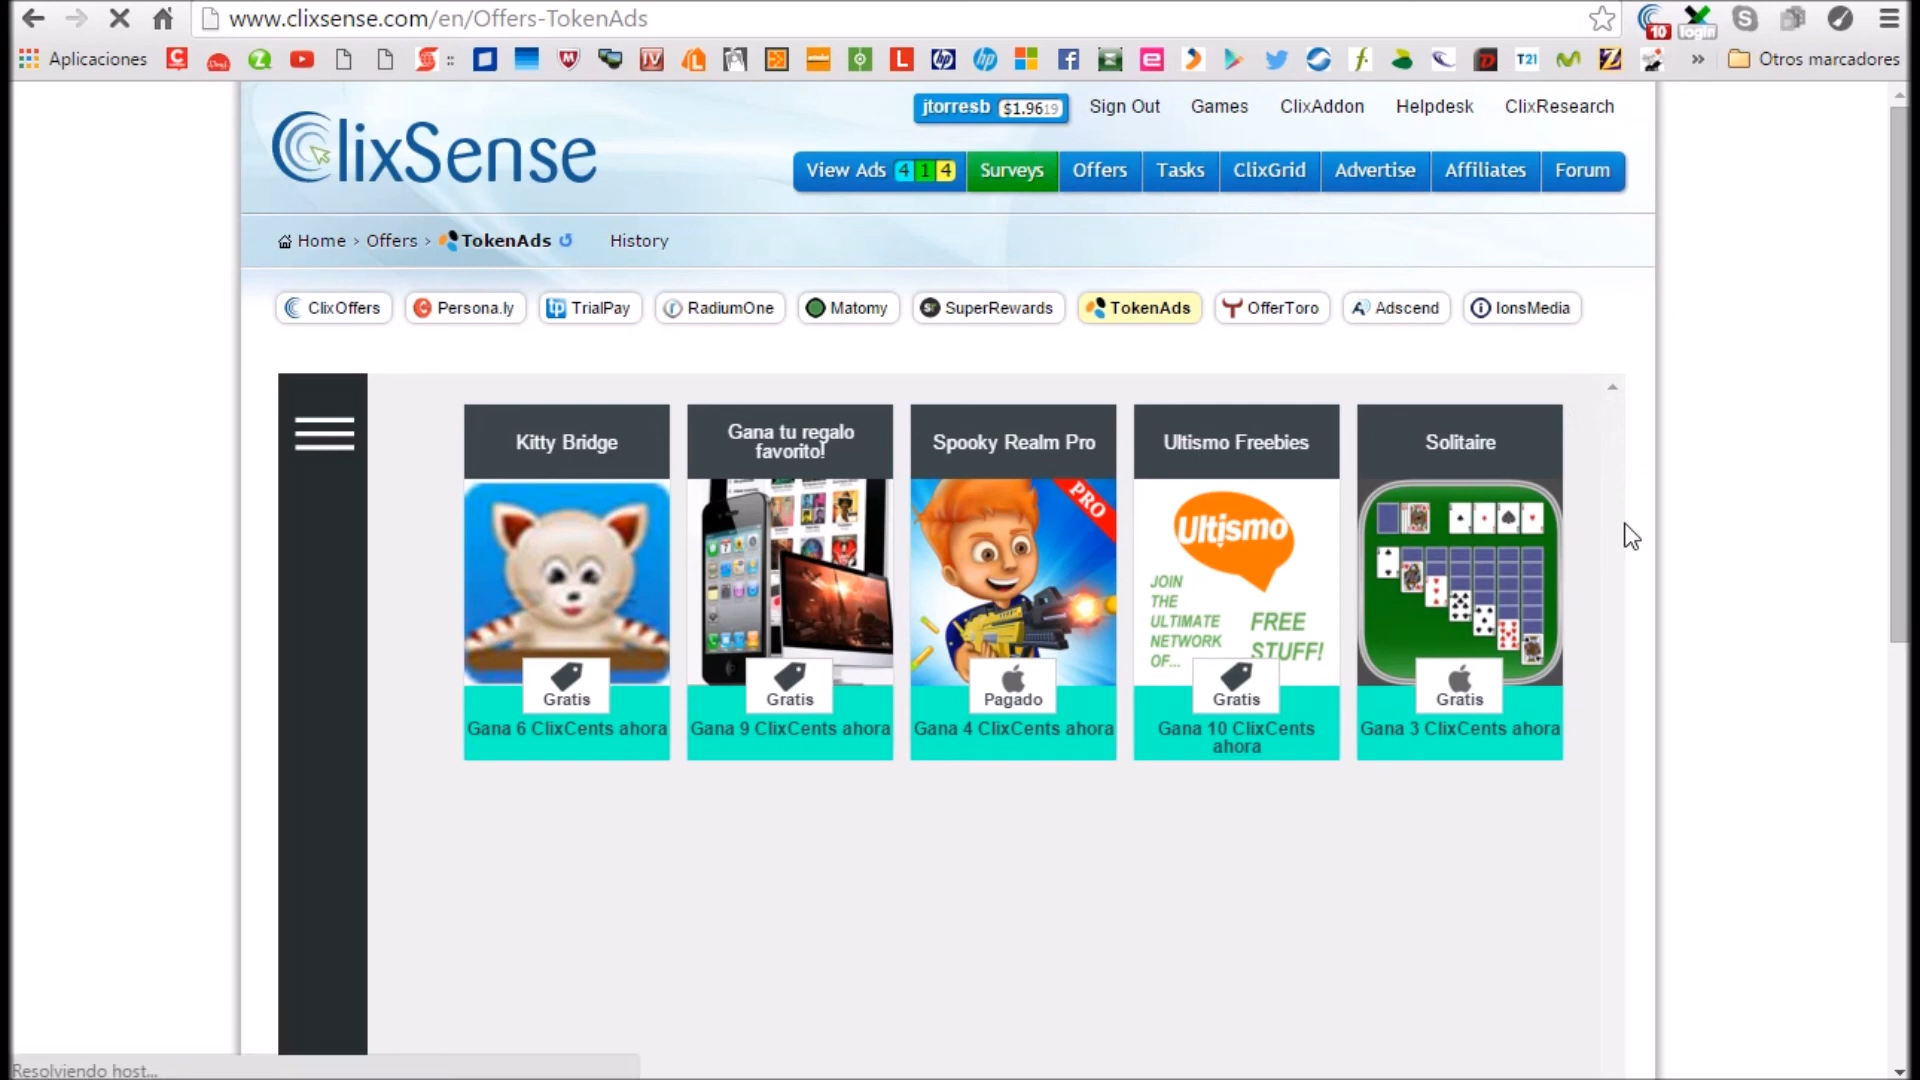 www.clixsense.com/en/Offers-TokenAds
10
login
Aplicaciones
T21
Otros marcadores
jtorresb $1.9619 Sign Out Games ClixAddon Helpdesk ClixResearch
ClixSense
View Ads 4 1 4 Surveys Offers Tasks ClixGrid Advertise Affiliates Forum
Home > Offers > TokenAds History
ClixOffers Persona.ly TrialPay RadiumOne Matomy SuperRewards TokenAds OfferToro Adscend IonsMedia
Kitty Bridge
Gana tu regalo
favorito!
Spooky Realm Pro
Ultismo Freebies
Solitaire
PRO
Ultismo
JOIN
THE
ULTIMATE
NETWORK
OF...
FREE
STUFF!
Gratis
Gratis
Pagado
Gratis
Gratis
Gana 6 ClixCents ahora
Gana 9 ClixCents ahora
Gana 4 ClixCents ahora
Gana 10 ClixCents
ahora
Gana 3 ClixCents ahora
Resolviendo host...